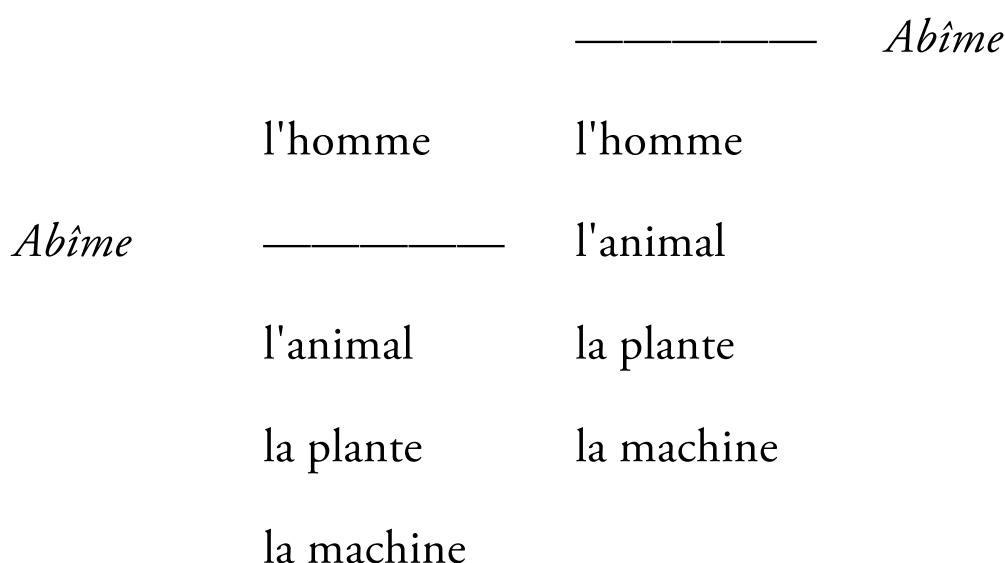 ————— Abîme
l'homme l'homme
Abîme ————— l'animal
l'animal la plante
la plante la machine
la machine